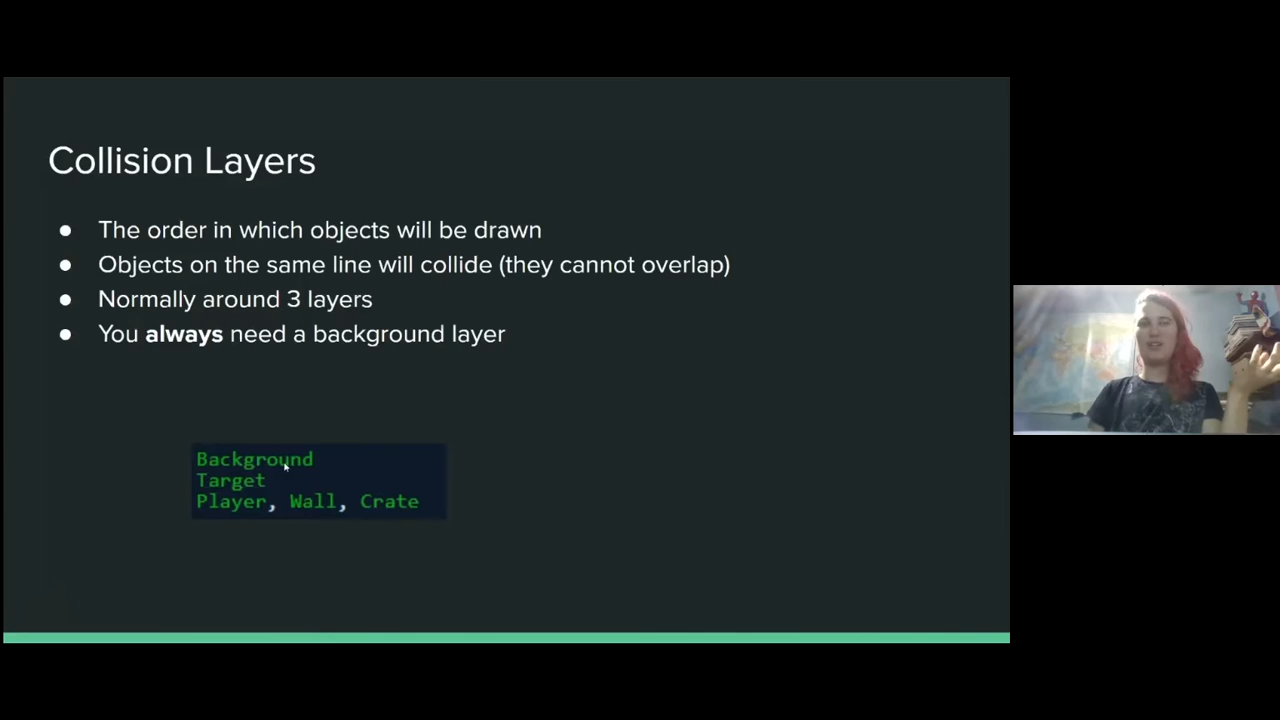 Collision Layers
● The order in which objects will be drawn
● Objects on the same line will collide (they cannot overlap)
● Normally around 3 layers
● You always need a background layer
Background
Target
Player, Wall, Crate